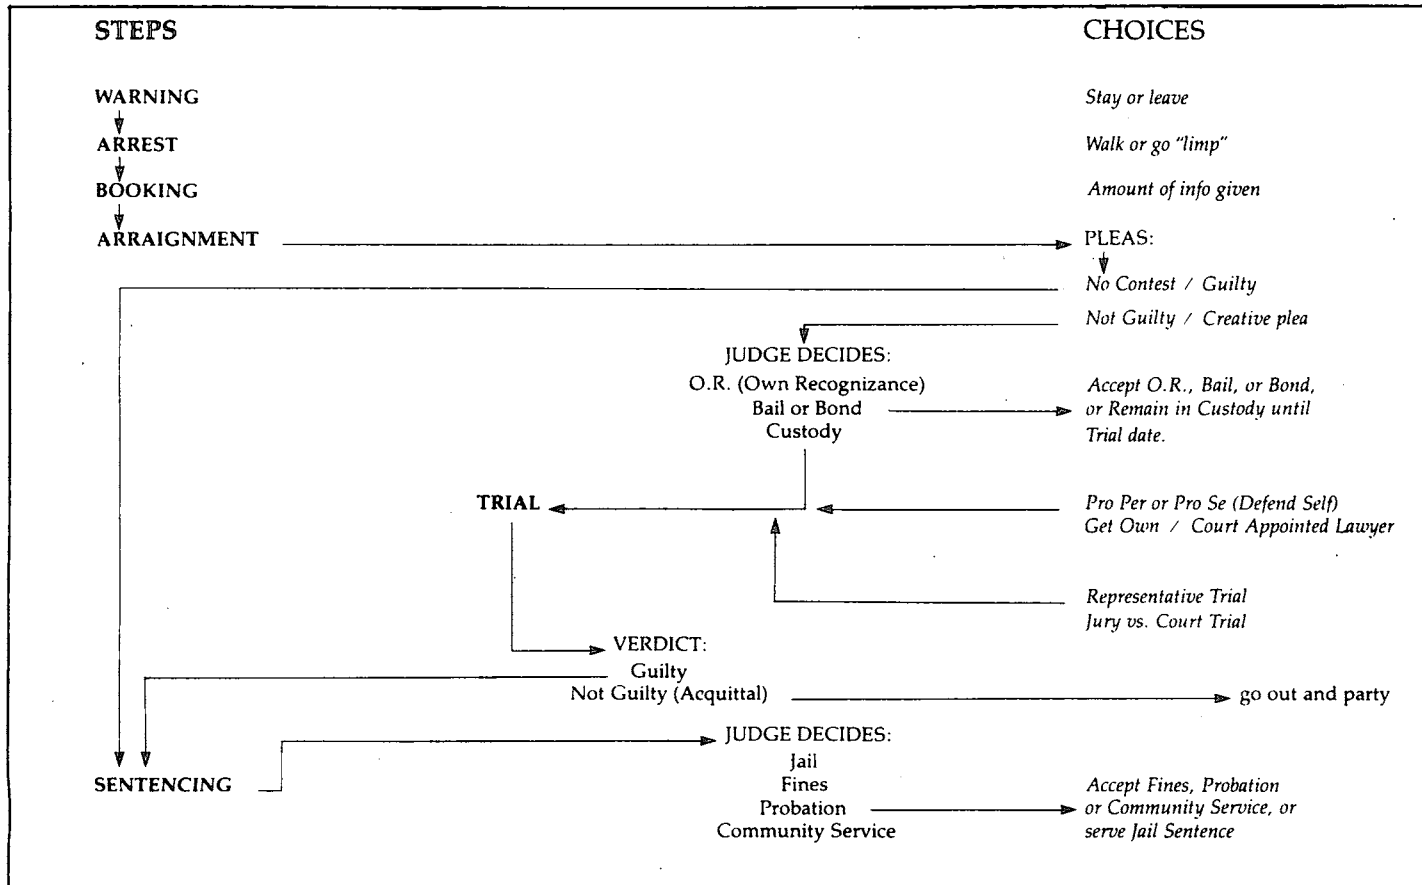 STEPS
CHOICES
WARNING
Stay or leave
ARREST
Walk or go "limp"
BOOKING
Amount of info given
ARRAIGNMENT
PLEAS:
No Contest / Guilty
Not Guilty / Creative plea
JUDGE DECIDES:
O.R. (Own Recognizance)
Bail or Bond
Custody
Accept O.R., Bail, or Bond,
or Remain in Custody until
Trial date.
TRIAL
Pro Per or Pro Se (Defend Self)
Get Own / Court Appointed Lawyer
Representative Trial
Jury vs. Court Trial
VERDICT:
Guilty
Not Guilty (Acquittal)
go out and party
JUDGE DECIDES:
Jail
Fines
Probation
Community Service
SENTENCING
Accept Fines, Probation
or Community Service, or
serve Jail Sentence